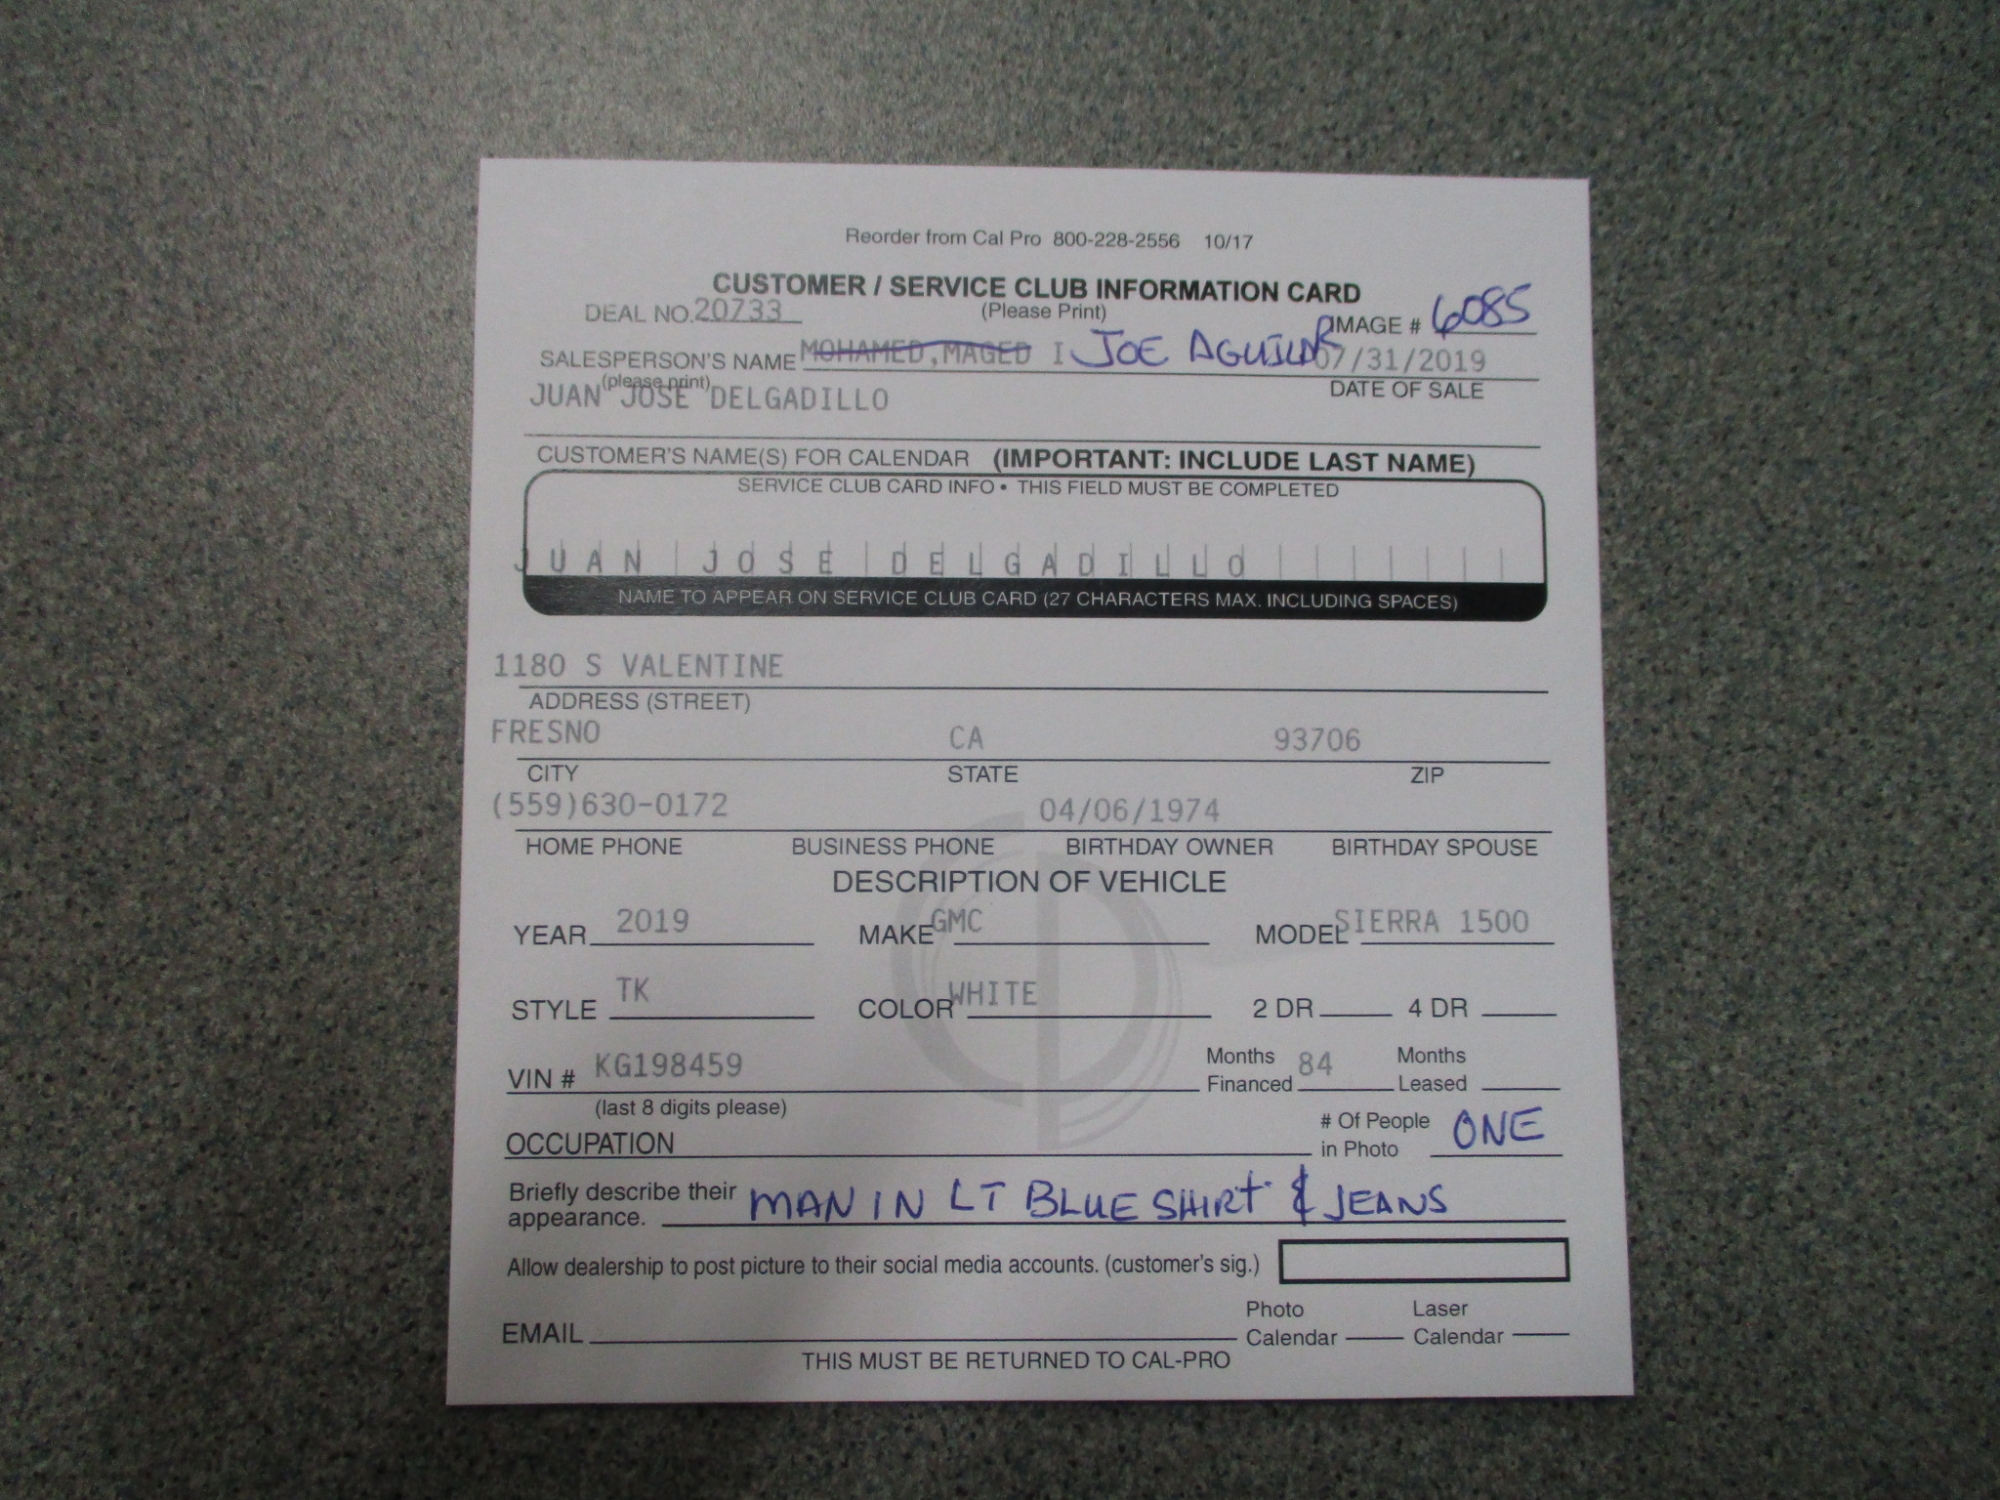 Reorder from Cal Pro 800-228-2556 10/17
CUSTOMER / SERVICE CLUB INFORMATION CARD
DEAL NO. 20733 (Please Print) IMAGE # 6085
SALESPERSON'S NAME MOHAMED,MAGED I JOE AGUILAR 07/31/2019
(please print) DATE OF SALE
JUAN JOSE DELGADILLO
CUSTOMER'S NAME(S) FOR CALENDAR (IMPORTANT: INCLUDE LAST NAME)
SERVICE CLUB CARD INFO • THIS FIELD MUST BE COMPLETED
JUAN JOSE DELGADILLO
NAME TO APPEAR ON SERVICE CLUB CARD (27 CHARACTERS MAX. INCLUDING SPACES)
1180 S VALENTINE
ADDRESS (STREET)
FRESNO CA 93706
CITY STATE ZIP
(559)630-0172 04/06/1974
HOME PHONE BUSINESS PHONE BIRTHDAY OWNER BIRTHDAY SPOUSE
DESCRIPTION OF VEHICLE
YEAR 2019 MAKE GMC MODEL SIERRA 1500
STYLE TK COLOR WHITE 2 DR 4 DR
VIN # KG198459 Months Financed 84 Months Leased
(last 8 digits please)
OCCUPATION # Of People in Photo ONE
Briefly describe their appearance. MAN IN LT BLUE SHIRT & JEANS
Allow dealership to post picture to their social media accounts. (customer's sig.)
EMAIL Photo Calendar Laser Calendar
THIS MUST BE RETURNED TO CAL-PRO